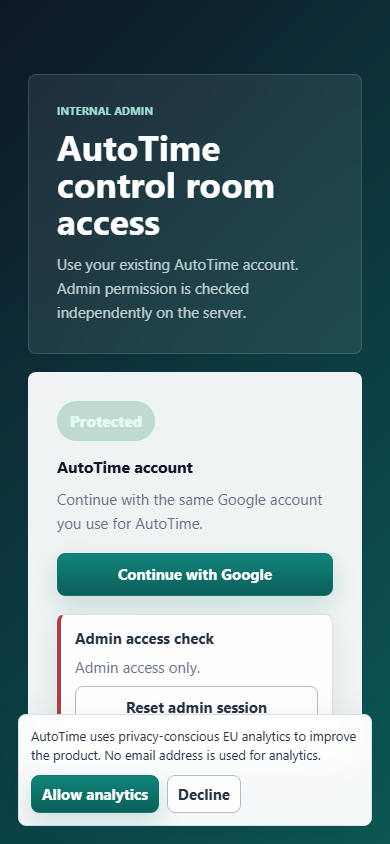 INTERNAL ADMIN
AutoTime
control room
access
Use your existing AutoTime account.
Admin permission is checked
independently on the server.
Protected
AutoTime account
Continue with the same Google account
you use for AutoTime.
Continue with Google
Admin access check
Admin access only.
Reset admin session
AutoTime uses privacy-conscious EU analytics to improve
the product. No email address is used for analytics.
Allow analytics
Decline